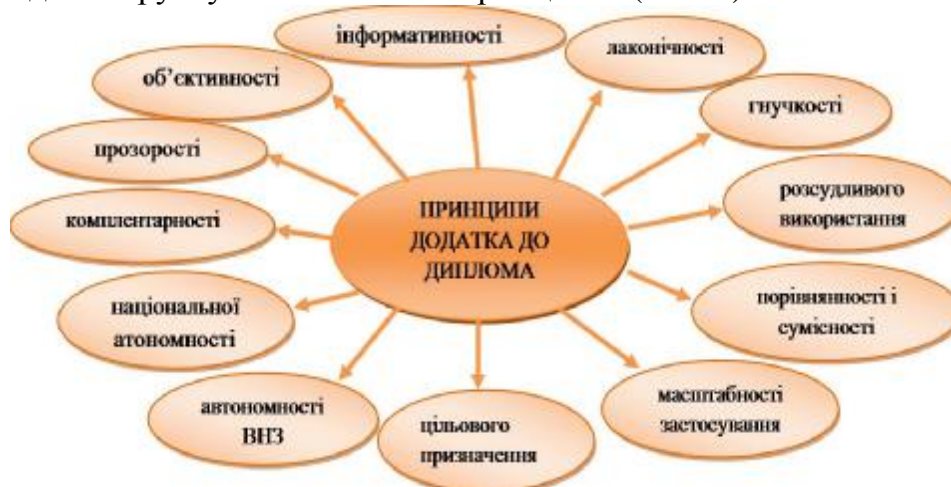 інформативності
лаконічності
об’єктивності
гнучкості
прозорості
розсудливого
використання
комплентарності
ПРИНЦИПИ
ДОДАТКА ДО
ДИПЛОМА
національної
атономності
порівнянності і
сумісності
автономності
ВНЗ
цільового
призначення
масштабності
застосування